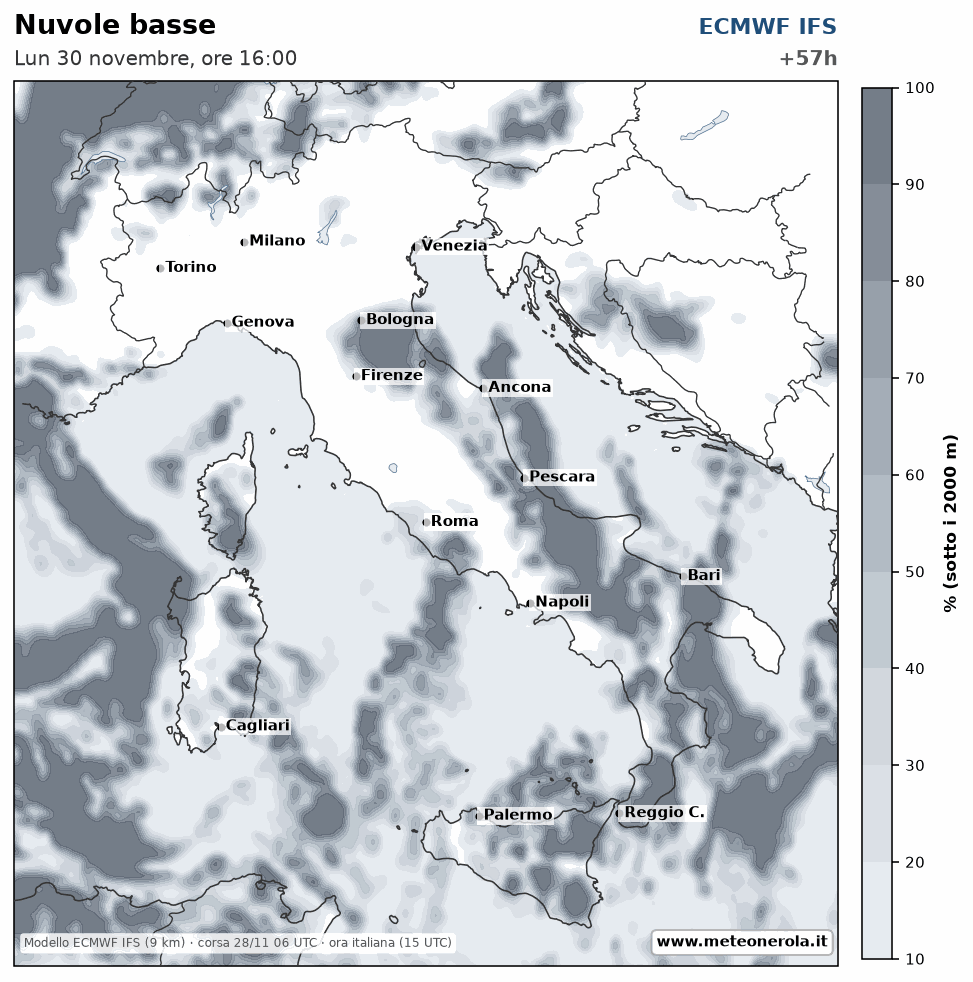 Nuvole basse
ECMWF IFS
Lun 30 novembre, ore 16:00
+57h
Milano
Venezia
Torino
Genova
Bologna
Firenze
Ancona
Pescara
Roma
Bari
Napoli
Cagliari
Palermo
Reggio C.
100
90
80
70
60
50
40
30
20
10
% (sotto i 2000 m)
Modello ECMWF IFS (9 km) · corsa 28/11 06 UTC · ora italiana (15 UTC)
www.meteonerola.it